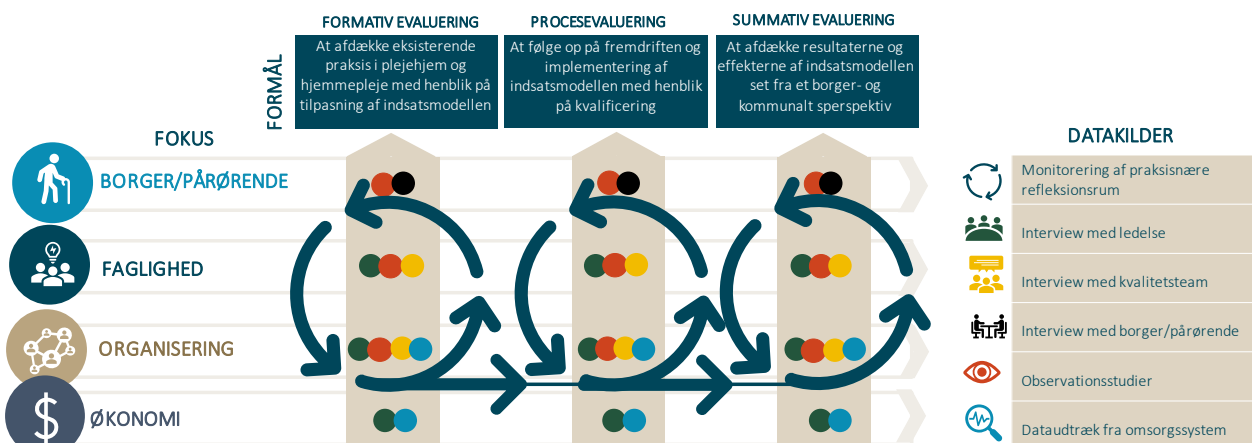 FORMÅL
FORMATIV EVALUERING
At afdække eksisterende
praksis i plejehjem og
hjemmepleje med henblik på
tilpasning af indsatsmodellen
PROCESEVALUERING
At følge op på fremdriften og
implementering af
indsatsmodellen med henblik
på kvalificering
SUMMATIV EVALUERING
At afdække resultaterne og
effekterne af indsatsmodellen
set fra et borger- og
kommunalt sperspektiv
FOKUS
BORGER/PÅRØRENDE
FAGLIGHED
ORGANISERING
$
ØKONOMI
DATAKILDER
Monitorering af praksisnære
refleksionsrum
Interview med ledelse
Interview med kvalitetsteam
Interview med borger/pårørende
Observationsstudier
Dataudtræk fra omsorgssystem